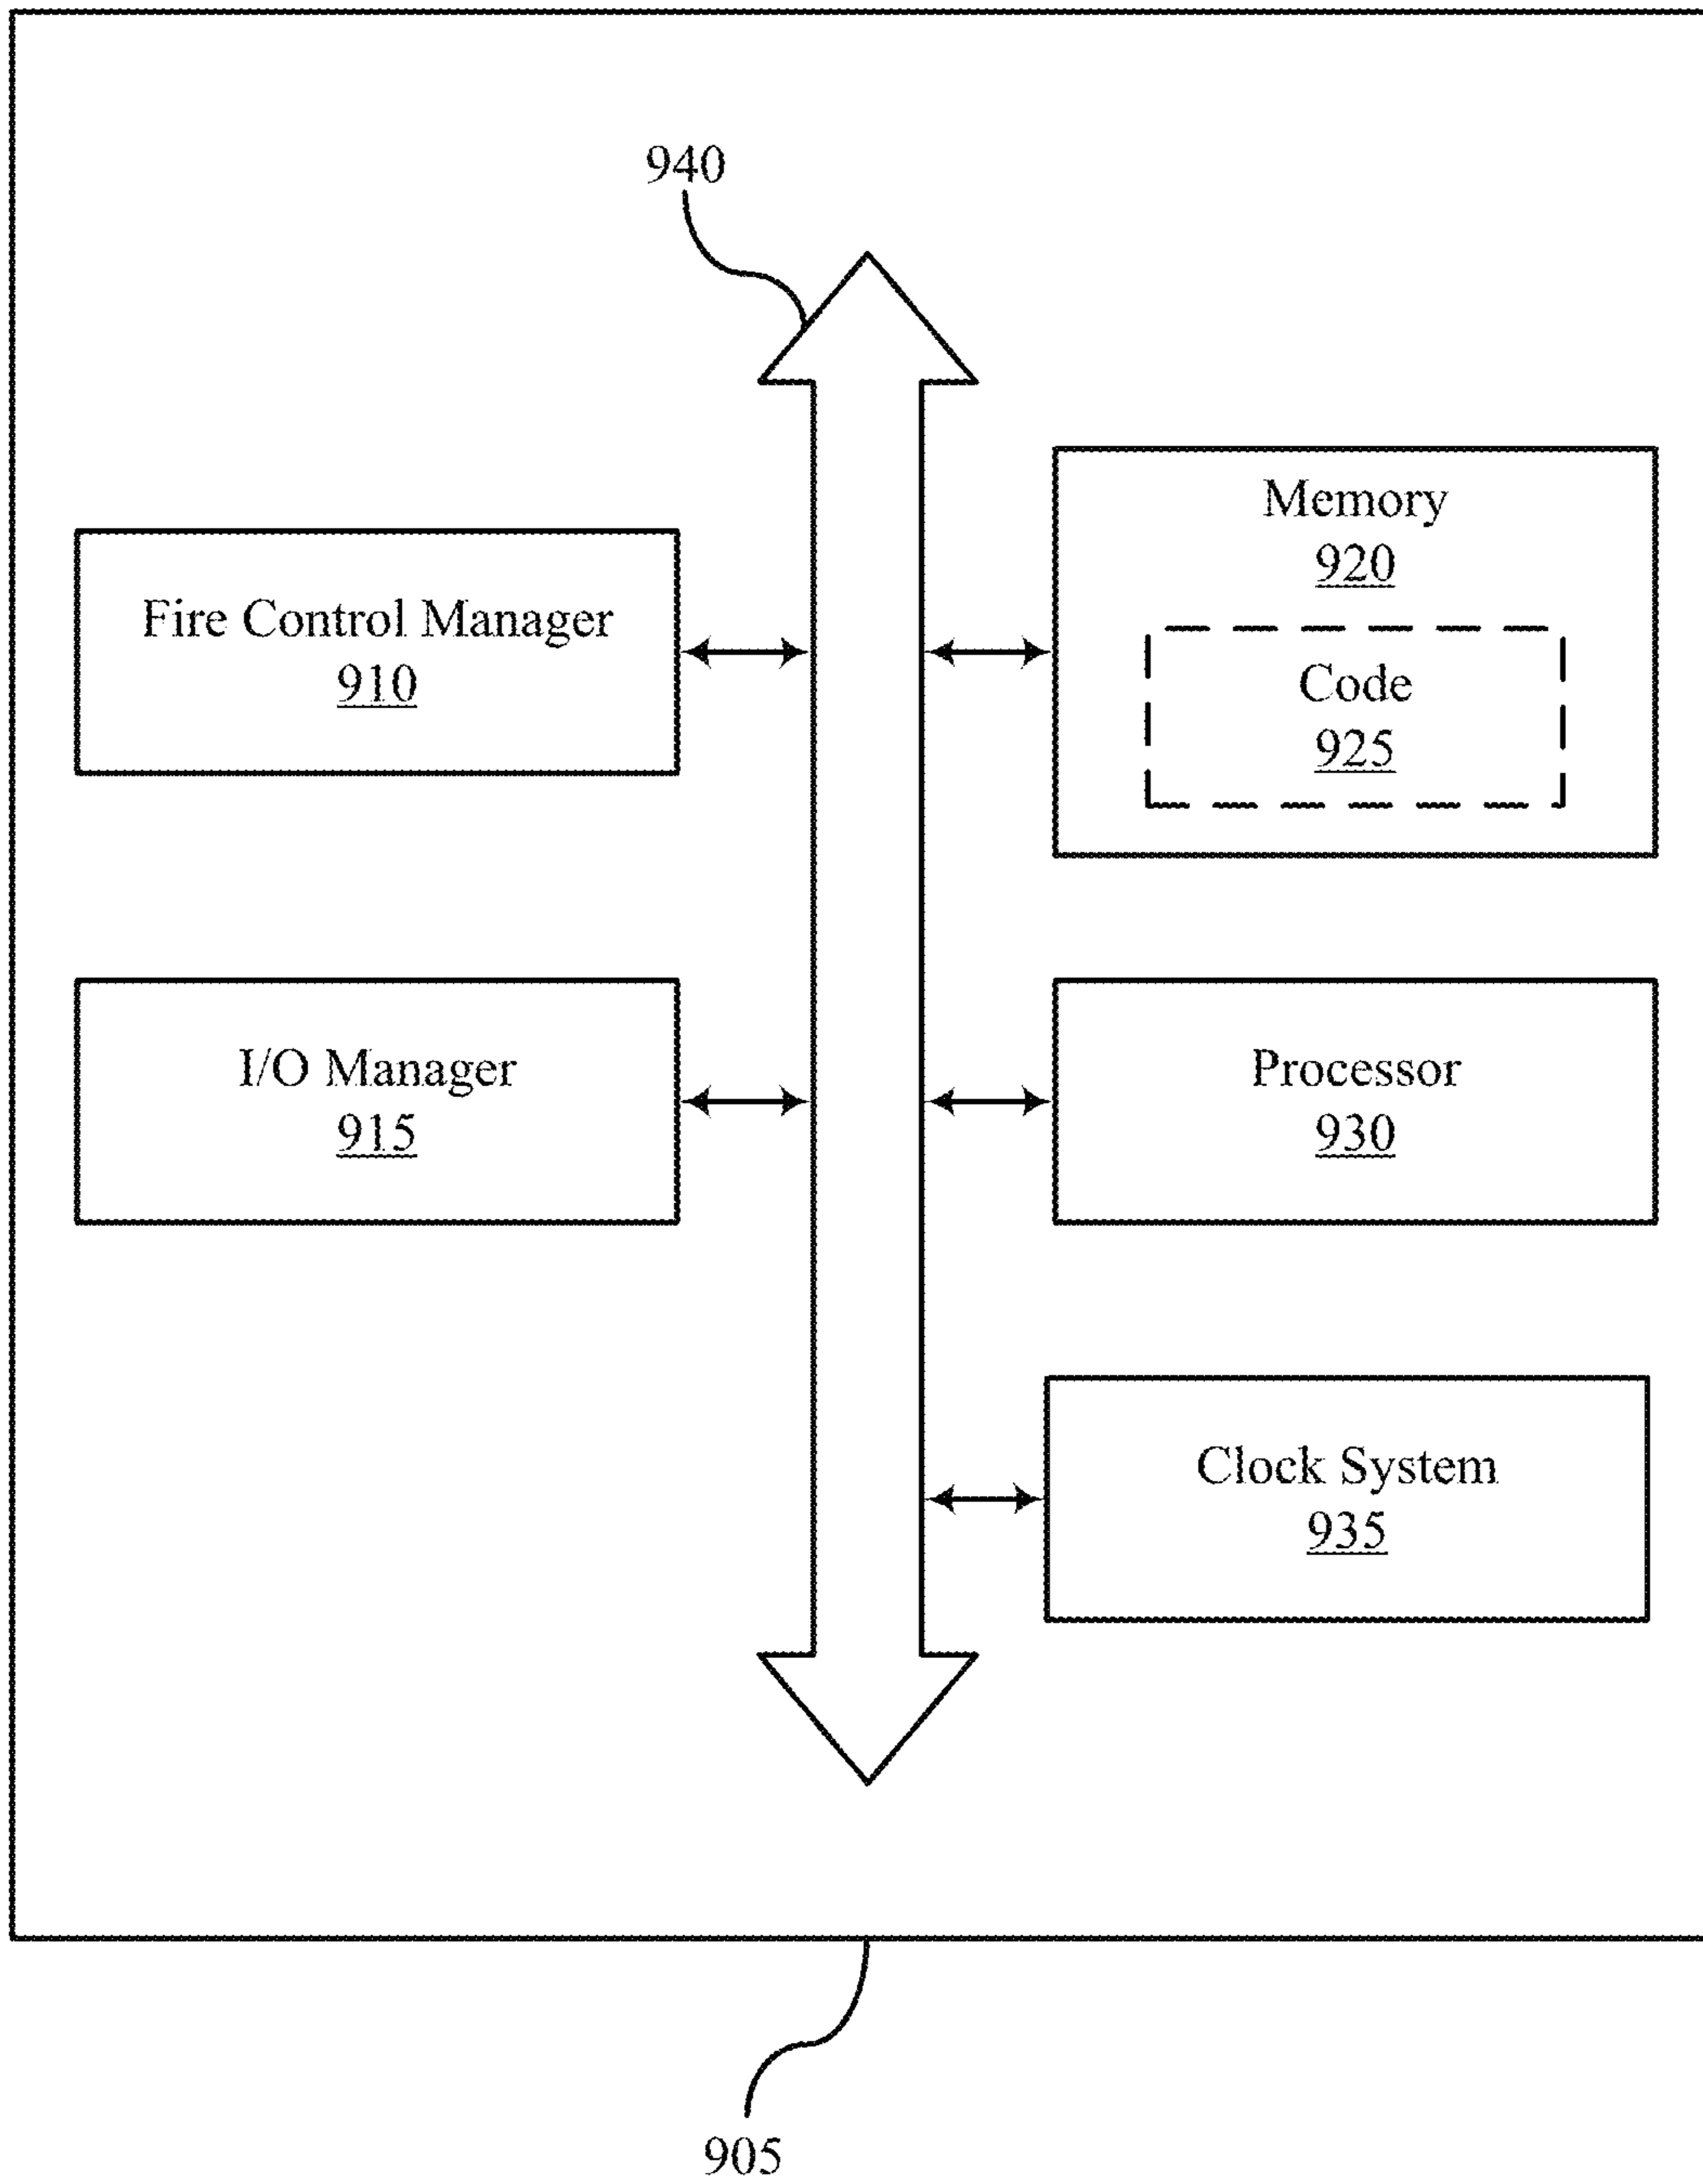 940
Memory
920
Code
925
Fire Control Manager
910
I/O Manager
915
Processor
930
Clock System
935
905